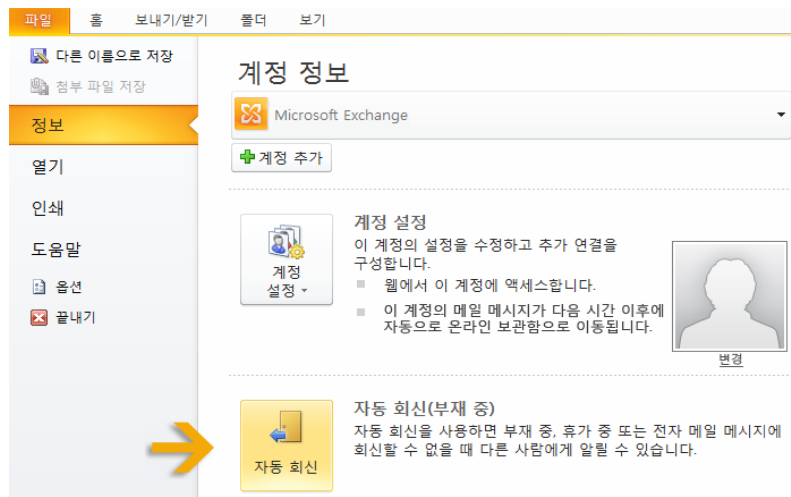 파일 홈 보내기/받기 폴더 보기
다른 이름으로 저장
첨부 파일 저장
정보
열기
인쇄
도움말
옵션
끝내기
계정 정보
Microsoft Exchange
계정 추가
계정
설정
계정 설정
이 계정의 설정을 수정하고 추가 연결을
구성합니다.
웹에서 이 계정에 액세스합니다.
이 계정의 메일 메시지가 다음 시간 이후에
자동으로 온라인 보관함으로 이동됩니다.
변경
자동 회신
자동 회신(부재 중)
자동 회신을 사용하면 부재 중, 휴가 중 또는 전자 메일 메시지에
회신할 수 없을 때 다른 사람에게 알릴 수 있습니다.